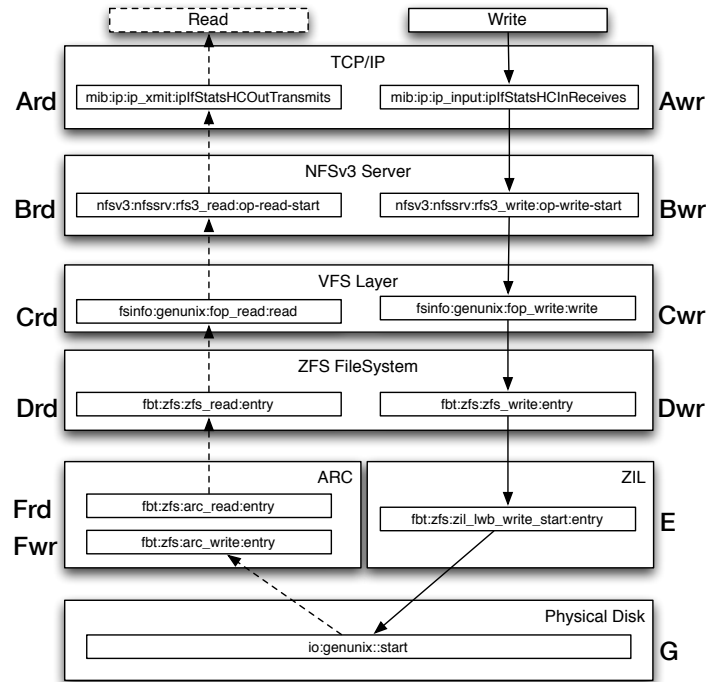 Read Write
TCP/IP
Ard mib:ip:ip_xmit:ipIfStatsHCOutTransmits mib:ip:ip_input:ipIfStatsHCInReceives Awr
NFSv3 Server
Brd nfsv3:nfssrv:rfs3_read:op-read-start nfsv3:nfssrv:rfs3_write:op-write-start Bwr
VFS Layer
Crd fsinfo:genunix:fop_read:read fsinfo:genunix:fop_write:write Cwr
ZFS FileSystem
Drd fbt:zfs:zfs_read:entry fbt:zfs:zfs_write:entry Dwr
ARC ZIL
Frd fbt:zfs:arc_read:entry
fbt:zfs:zil_lwb_write_start:entry E
Fwr fbt:zfs:arc_write:entry
Physical Disk
io:genunix::start G